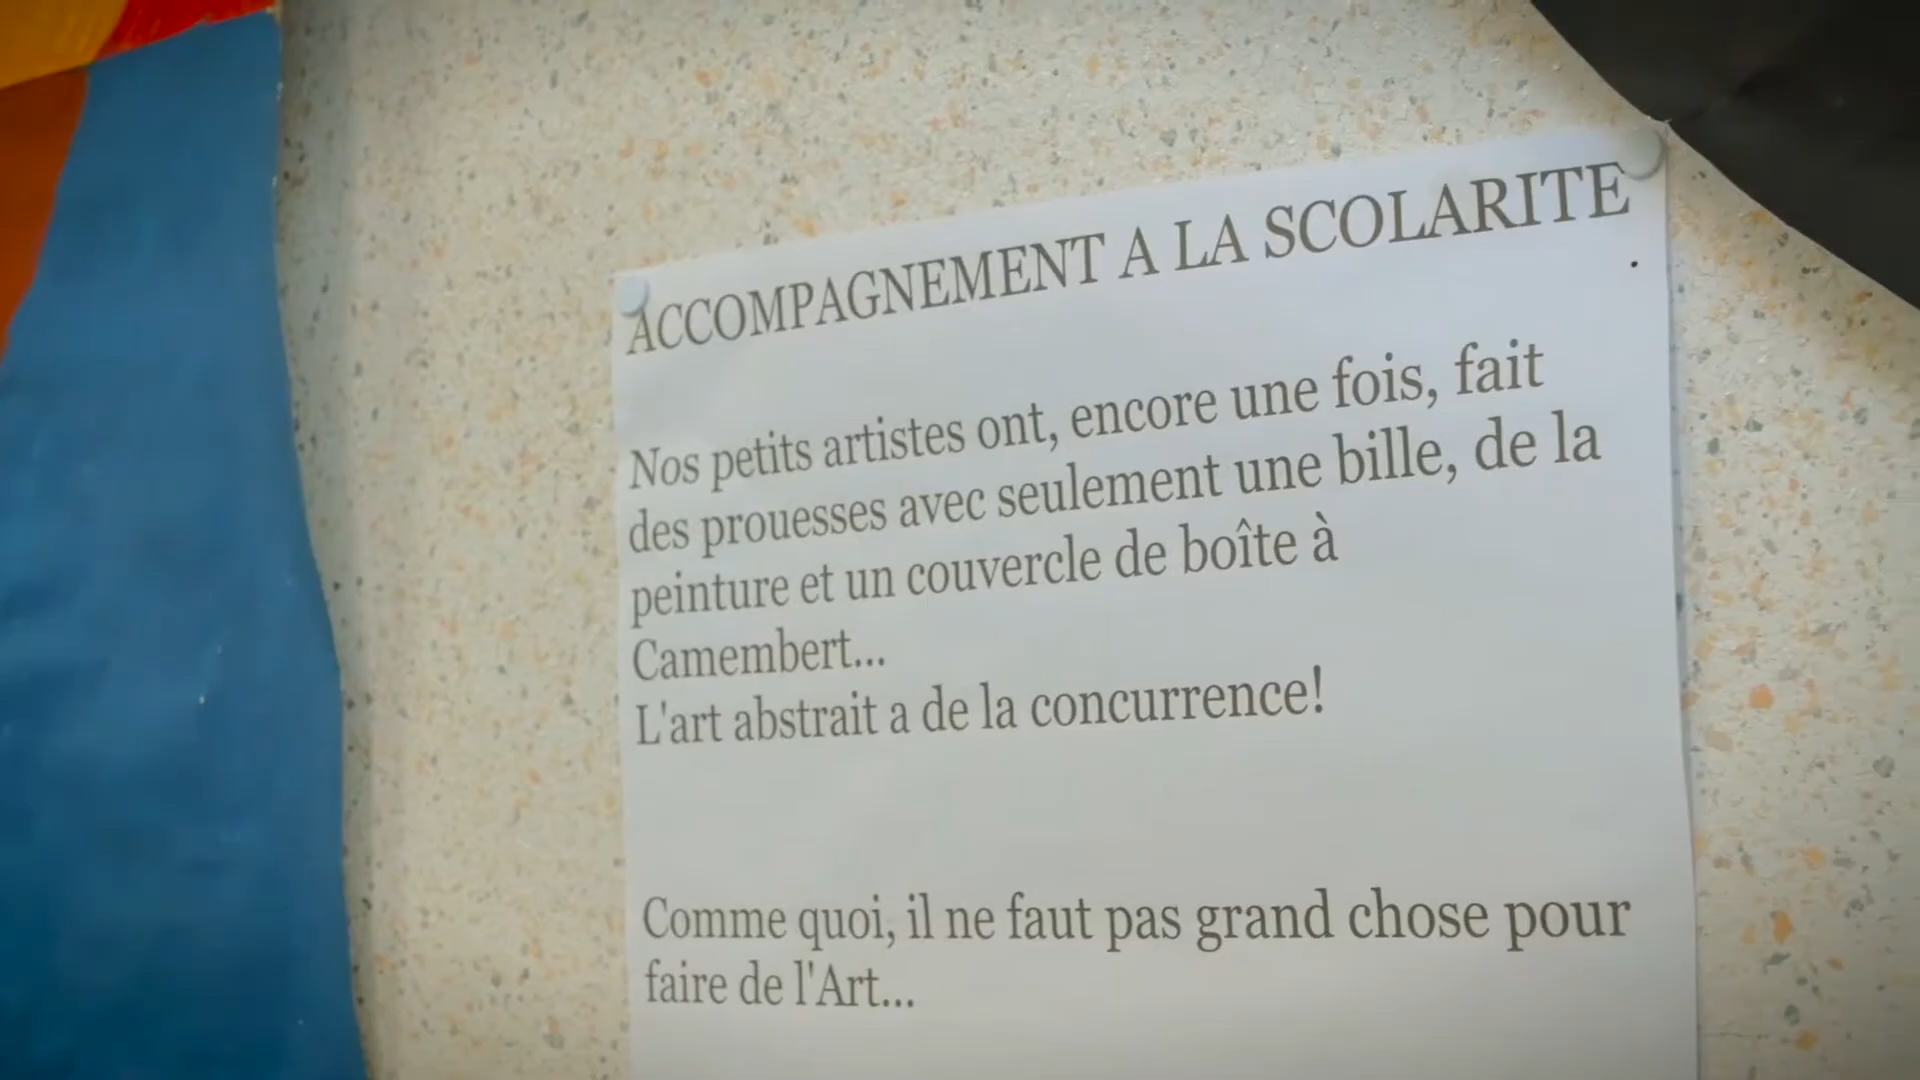 ACCOMPAGNEMENT A LA SCOLARITE
Nos petits artistes ont, encore une fois, fait
des prouesses avec seulement une bille, de la
peinture et un couvercle de boîte à
Camembert...
L'art abstrait a de la concurrence!
Comme quoi, il ne faut pas grand chose pour
faire de l'Art...